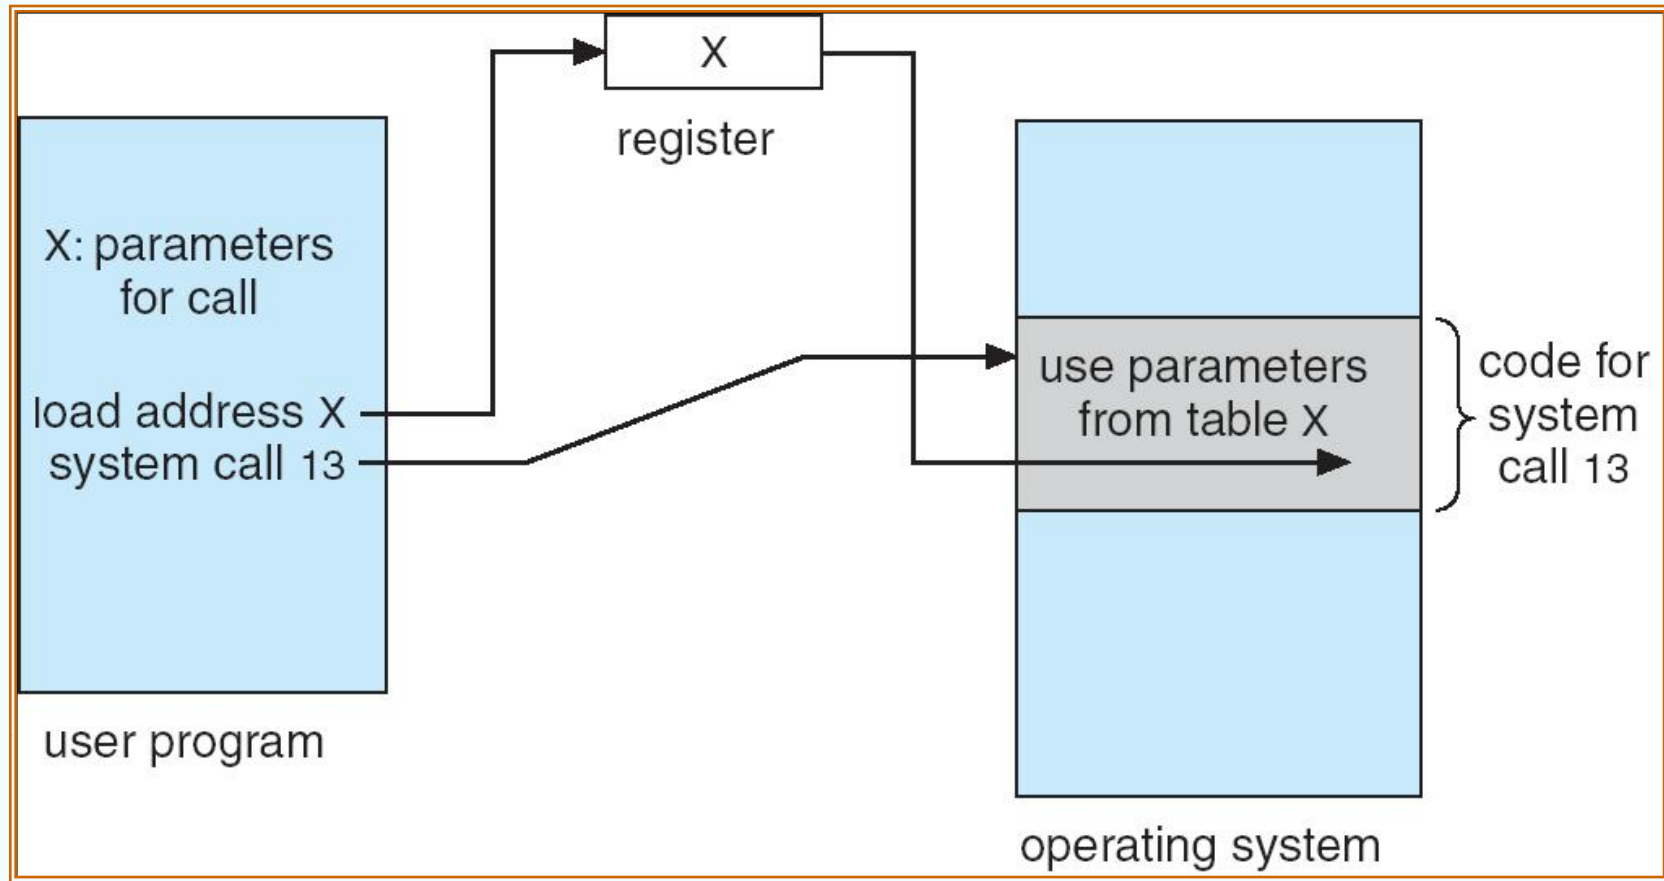 X
register
X: parameters
for call
load address X
system call 13
user program
use parameters
from table X
code for
system
call 13
operating system